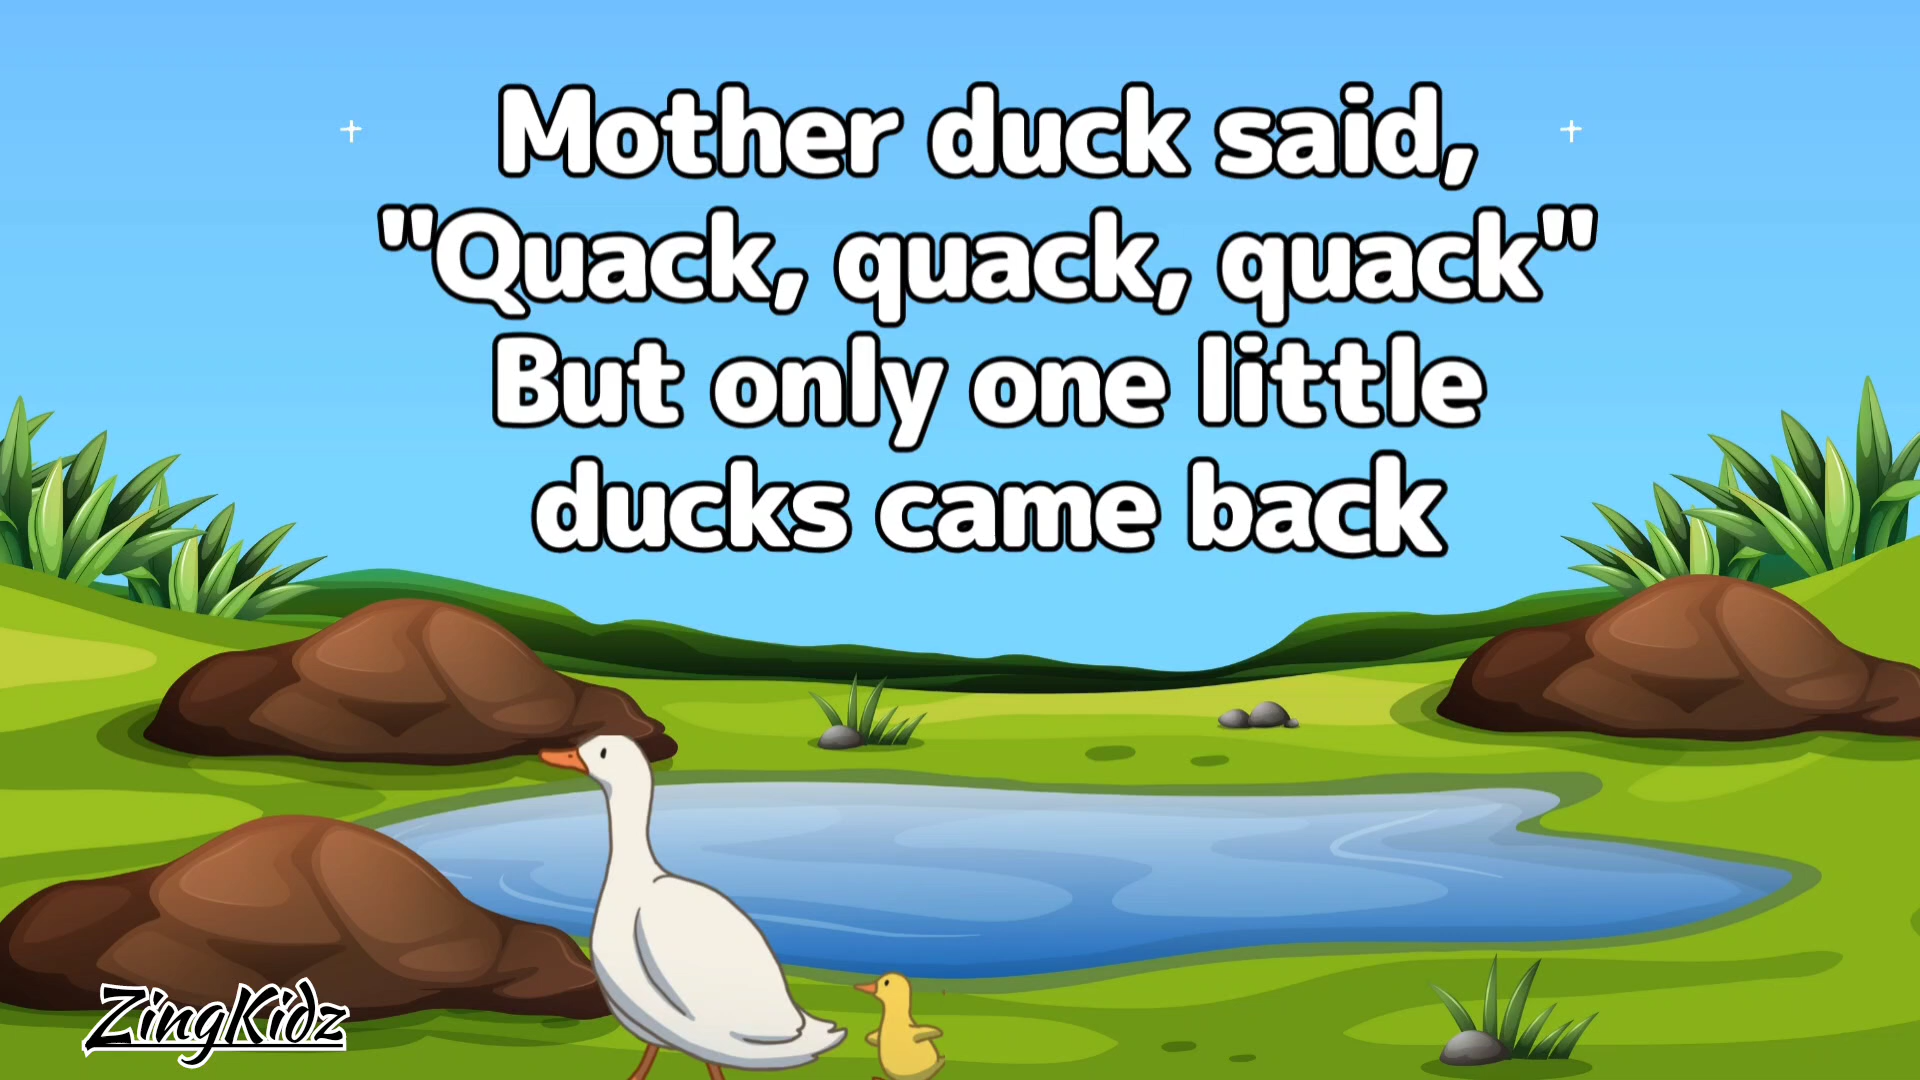 Mother duck said,
"Quack, quack, quack"
But only one little
ducks came back
ZingKidz